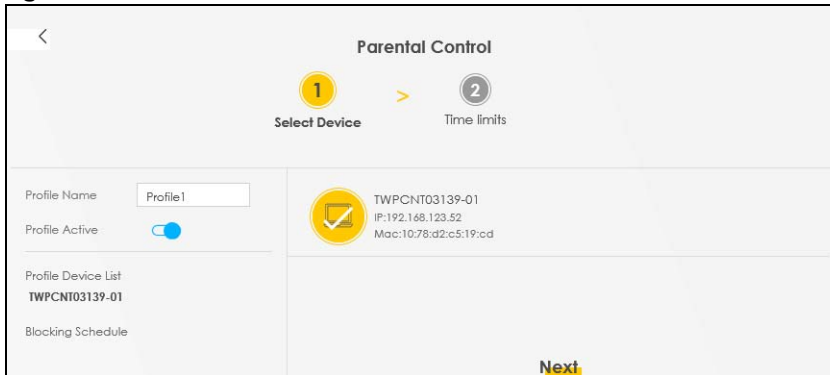 Parental Control
1 > 2
Select Device Time limits
Profile Name Profile1
Profile Active
Profile Device List
TWPCNT03139-01
Blocking Schedule
TWPCNT03139-01
IP:192.168.123.52
Mac:10:78:d2:c5:19:cd
Next